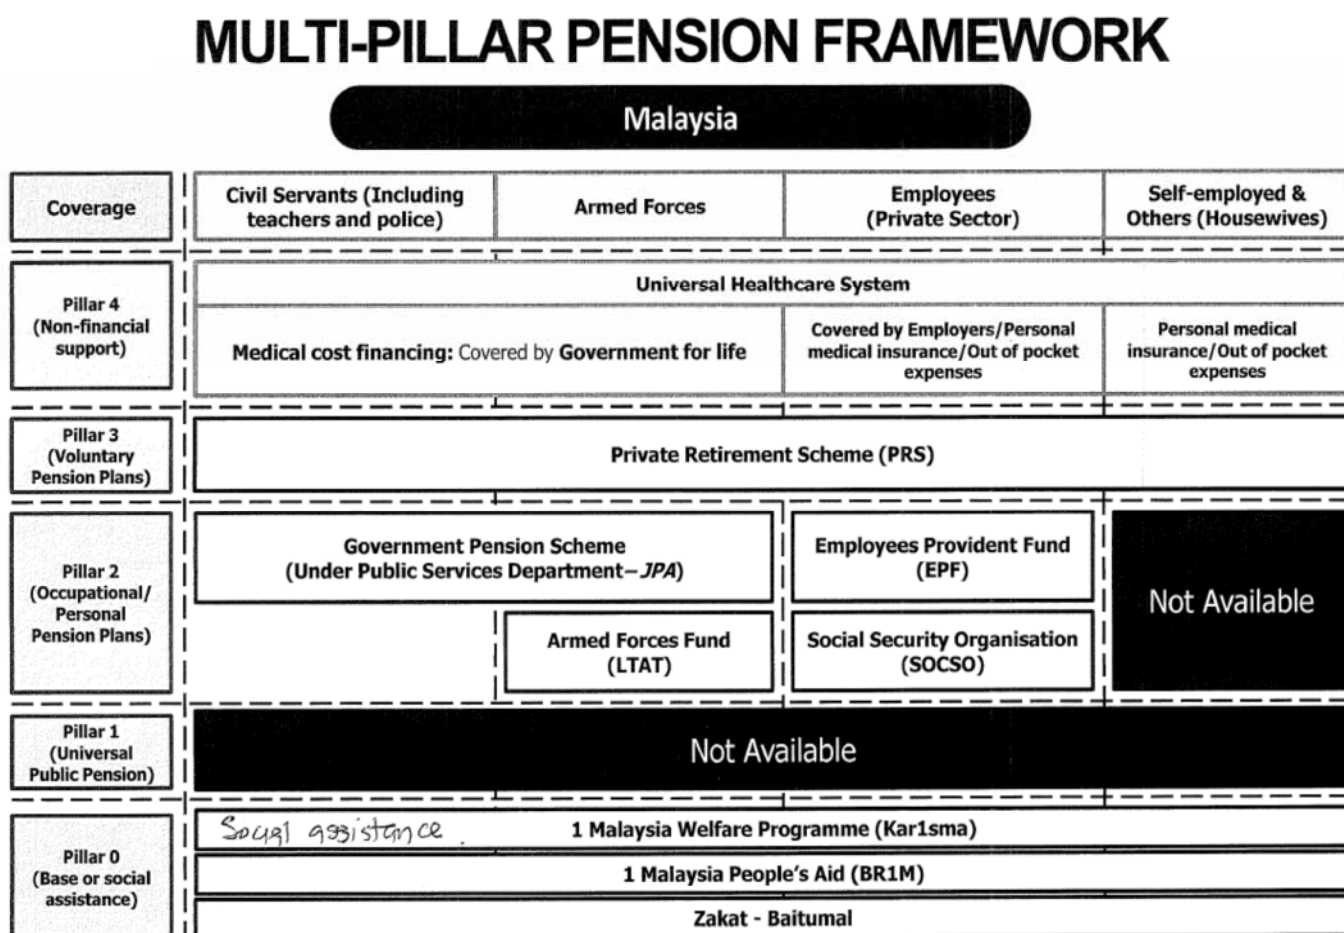 MULTI-PILLAR PENSION FRAMEWORK
Malaysia
Coverage
Civil Servants (Including
teachers and police)
Armed Forces
Employees
(Private Sector)
Self-employed &
Others (Housewives)
Pillar 4
(Non-financial
support)
Universal Healthcare System
Medical cost financing: Covered by Government for life
Covered by Employers/Personal
medical insurance/Out of pocket
expenses
Personal medical
insurance/Out of pocket
expenses
Pillar 3
(Voluntary
Pension Plans)
Private Retirement Scheme (PRS)
Pillar 2
(Occupational/
Personal
Pension Plans)
Government Pension Scheme
(Under Public Services Department–JPA)
Armed Forces Fund
(LTAT)
Employees Provident Fund
(EPF)
Social Security Organisation
(SOCSO)
Not Available
Pillar 1
(Universal
Public Pension)
Not Available
Pillar 0
(Base or social
assistance)
Social assistance.
1 Malaysia Welfare Programme (Kar1sma)
1 Malaysia People's Aid (BR1M)
Zakat - Baitumal